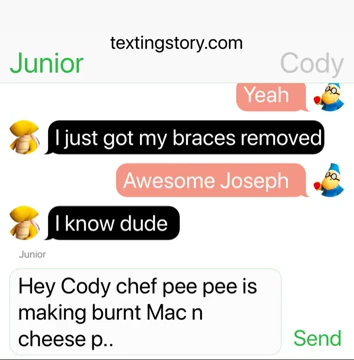 textingstory.com
Junior
Cody
Yeah
I just got my braces removed
Awesome Joseph
I know dude
Junior
Hey Cody chef pee pee is
making burnt Mac n
cheese p..
Send